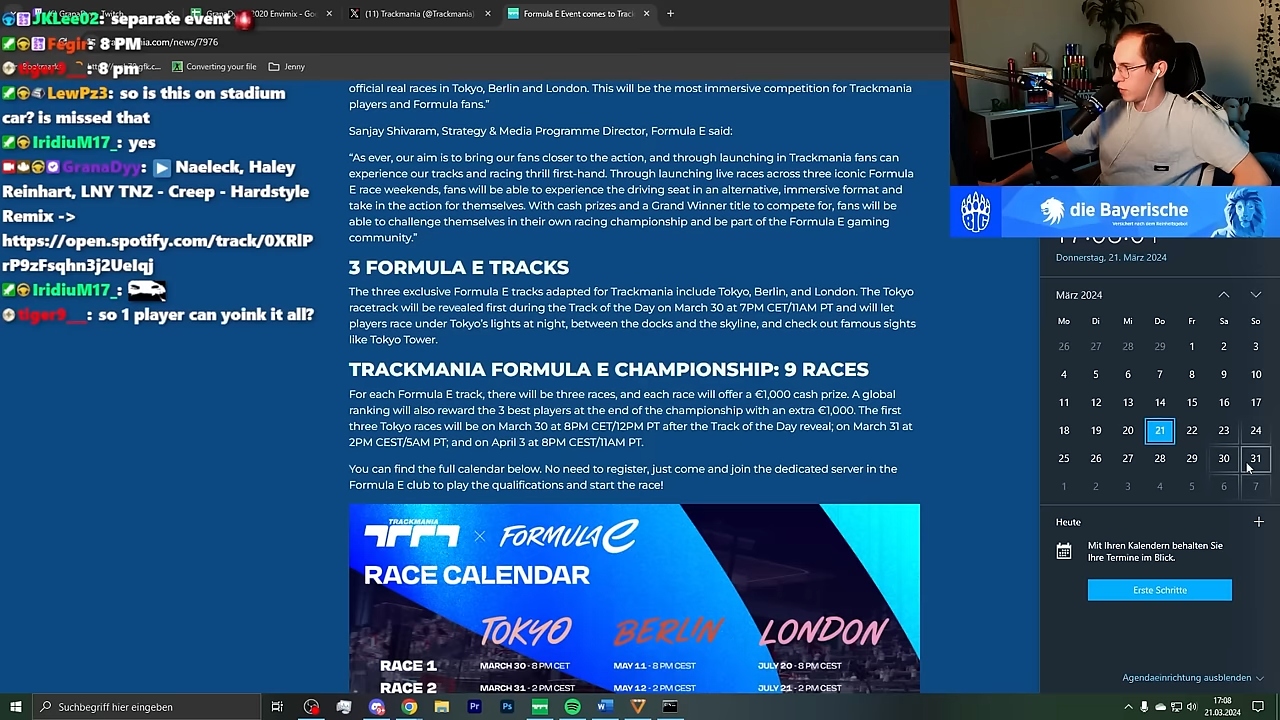 JKLee02: separate event
Fegir: 8 PM
tiger9___: 8 pm
LewPz3: so is this on stadium
car? is missed that
IridiuM17_: yes
GranaDyy: Naeleck, Haley
Reinhart, LNY TNZ - Creep - Hardstyle
Remix ->
https://open.spotify.com/track/0XRlP
rP9zFsqhn3j2UeIqj
IridiuM17_:
tiger9___: so 1 player can yoink it all?
2020 Envimix - Go
(11) Trackmania (@Trackmania)
Formula E Event comes to Track
.com/news/7976
Converting your file
Jenny
official real races in Tokyo, Berlin and London. This will be the most immersive competition for Trackmania
players and Formula fans.”
Sanjay Shivaram, Strategy & Media Programme Director, Formula E said:
“As ever, our aim is to bring our fans closer to the action, and through launching in Trackmania fans can
experience our track and racing thrill first-hand. Through launching live races across three iconic Formula
E race weekends, fans will be able to experience the driving seat in an alternative, immersive format and
take in the action for themselves. With cash prizes and a Grand Winner title to compete for, fans will be
able to challenge themselves in their own racing championship and be part of the Formula E gaming
community.”
3 FORMULA E TRACKS
The three exclusive Formula E tracks adapted for Trackmania include Tokyo, Berlin, and London. The Tokyo
racetrack will be revealed first during the Track of the Day on March 30 at 7PM CET/11AM PT and will let
players race under Tokyo’s lights at night, between the docks and the skyline, and check out famous sights
like Tokyo Tower.
TRACKMANIA FORMULA E CHAMPIONSHIP: 9 RACES
For each Formula E track, there will be three races, and each race will offer a €1,000 cash prize. A global
ranking will also reward the 3 best players at the end of the championship with an extra €1,000. The first
three Tokyo races will be on March 30 at 8PM CET/12PM PT after the Track of the Day reveal; on March 31 at
2PM CEST/5AM PT; and on April 3 at 8PM CEST/11AM PT.
You can find the full calendar below. No need to register, just come and join the dedicated server in the
Formula E club to play the qualifications and start the race!
TRACKMANIA
TM × FORMULA E
RACE CALENDAR
TOKYO BERLIN LONDON
RACE 1 MARCH 30 - 8 PM CET MAY 11 - 8 PM CEST JULY 20 - 8 PM CEST
RACE 2 MARCH 31 - 2 PM CEST MAY 12 - 2 PM CEST JULY 21 - 2 PM CEST
BIG
die Bayerische
Versichert nach dem Reinheitsgebot
Donnerstag, 21. März 2024
März 2024
Mo Di Mi Do Fr Sa So
26 27 28 29 1 2 3
4 5 6 7 8 9 10
11 12 13 14 15 16 17
18 19 20 21 22 23 24
25 26 27 28 29 30 31
1 2 3 4 5 6 7
Heute
Mit Ihren Kalendern behalten Sie
Ihre Termine im Blick.
Erste Schritte
Agendaeinrichtung ausblenden
Suchbegriff hier eingeben
17:08
21.03.2024